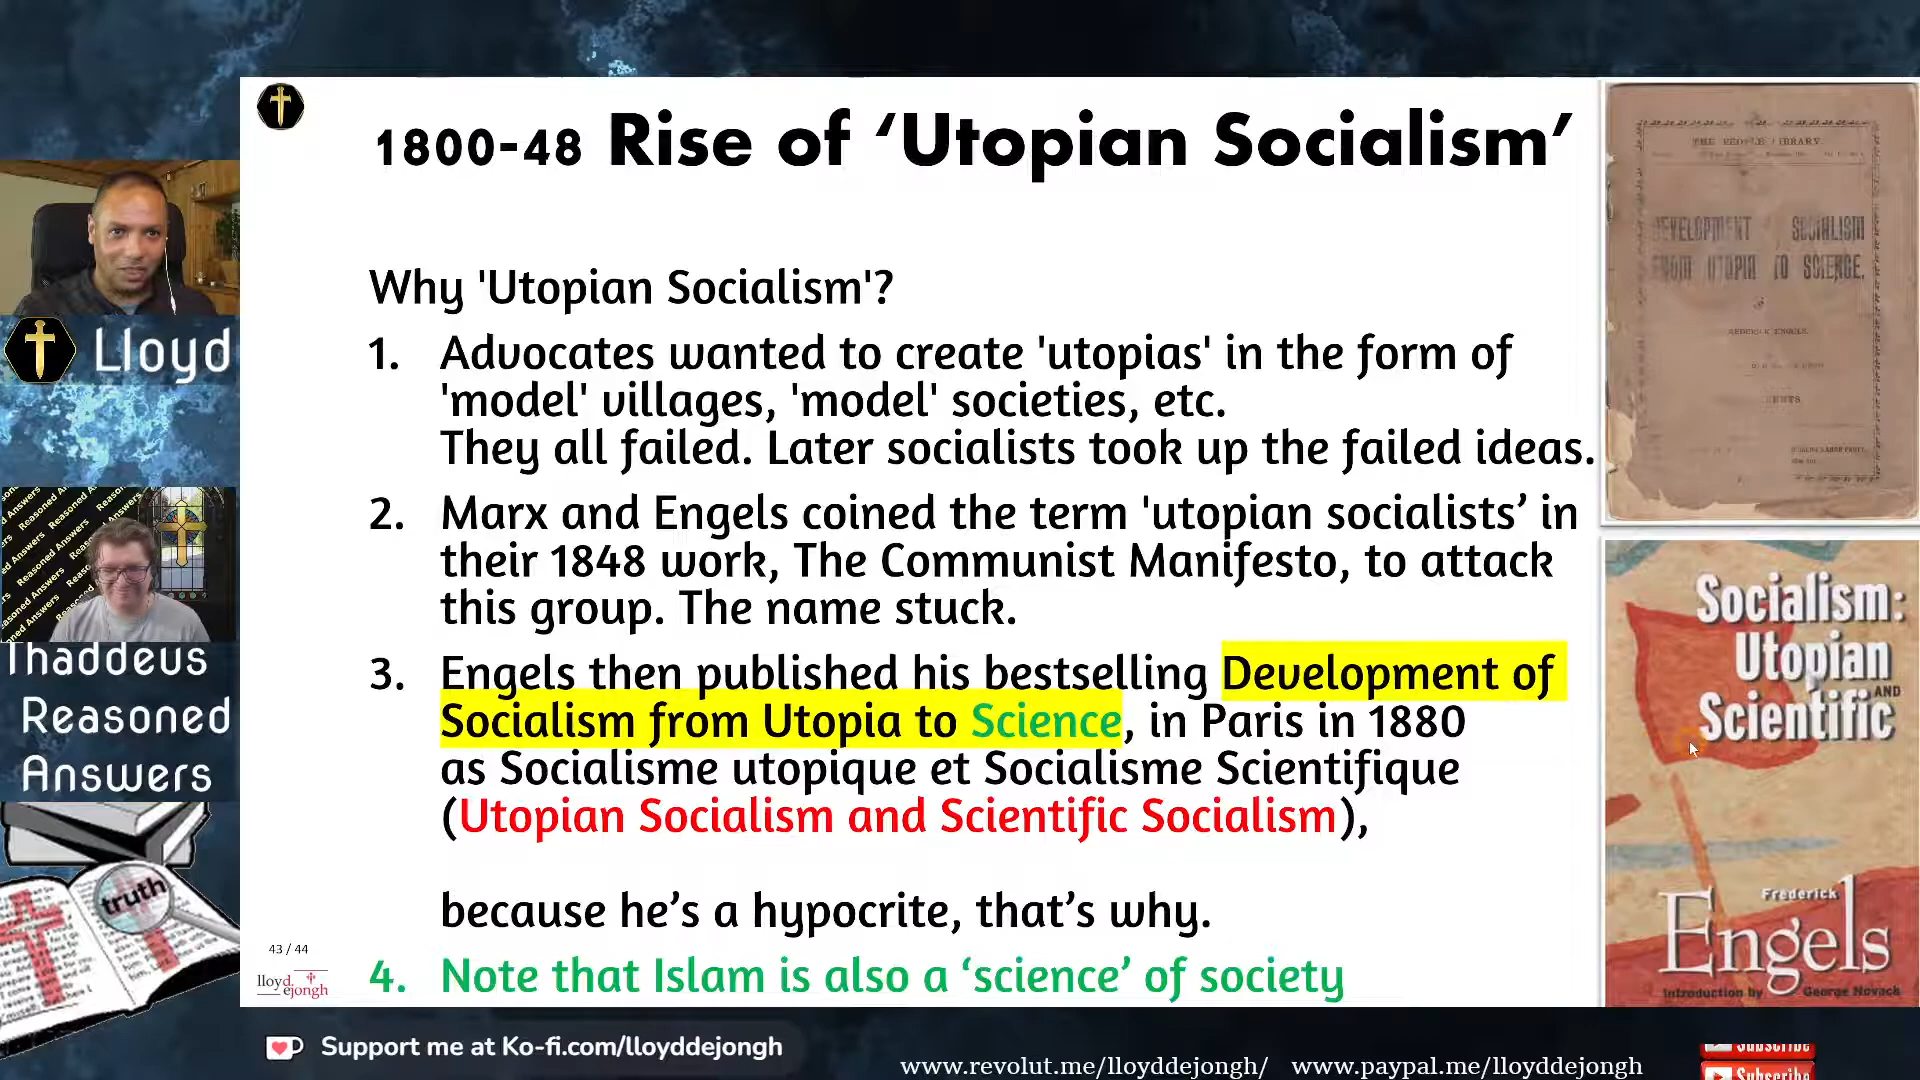 1800-48 Rise of ‘Utopian Socialism’
Why 'Utopian Socialism'?
1. Advocates wanted to create 'utopias' in the form of
'model' villages, 'model' societies, etc.
They all failed. Later socialists took up the failed ideas.
2. Marx and Engels coined the term 'utopian socialists’ in
their 1848 work, The Communist Manifesto, to attack
this group. The name stuck.
3. Engels then published his bestselling Development of
Socialism from Utopia to Science, in Paris in 1880
as Socialisme utopique et Socialisme Scientifique
(Utopian Socialism and Scientific Socialism),
because he’s a hypocrite, that’s why.
4. Note that Islam is also a ‘science’ of society
43 / 44
lloyd
dejongh
Lloyd
Reasoned Answers
Thaddeus
Reasoned
Answers
truth
THE PEOPLE LIBRARY
DEVELOPMENT SOCIALISM
FROM UTOPIA TO SCIENCE.
Socialism:
Utopian
AND
Scientific
Frederick
Engels
Introduction by George Novack
Support me at Ko-fi.com/lloyddejongh
www.revolut.me/lloyddejongh/ www.paypal.me/lloyddejongh
Subscribe
Subscribe